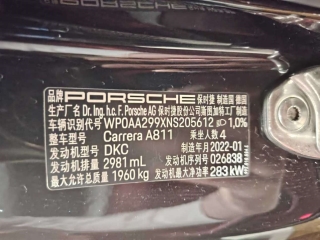 品牌 PORSCHE 保时捷 制造国 德国
生产厂名 Dr. Ing. h.c. F. Porsche AG 保时捷股份公司斯图加特工厂制造
车辆识别代号 WP0AA299XNS205612 1,0%
整车型号 Carrera A811 乘坐人数 4
发动机型号 DKC 制造年月 2022-01
发动机排量 2981 mL 发动机序列号 026838
最大允许总质量 1960 kg 发动机最大净功率 283 kW